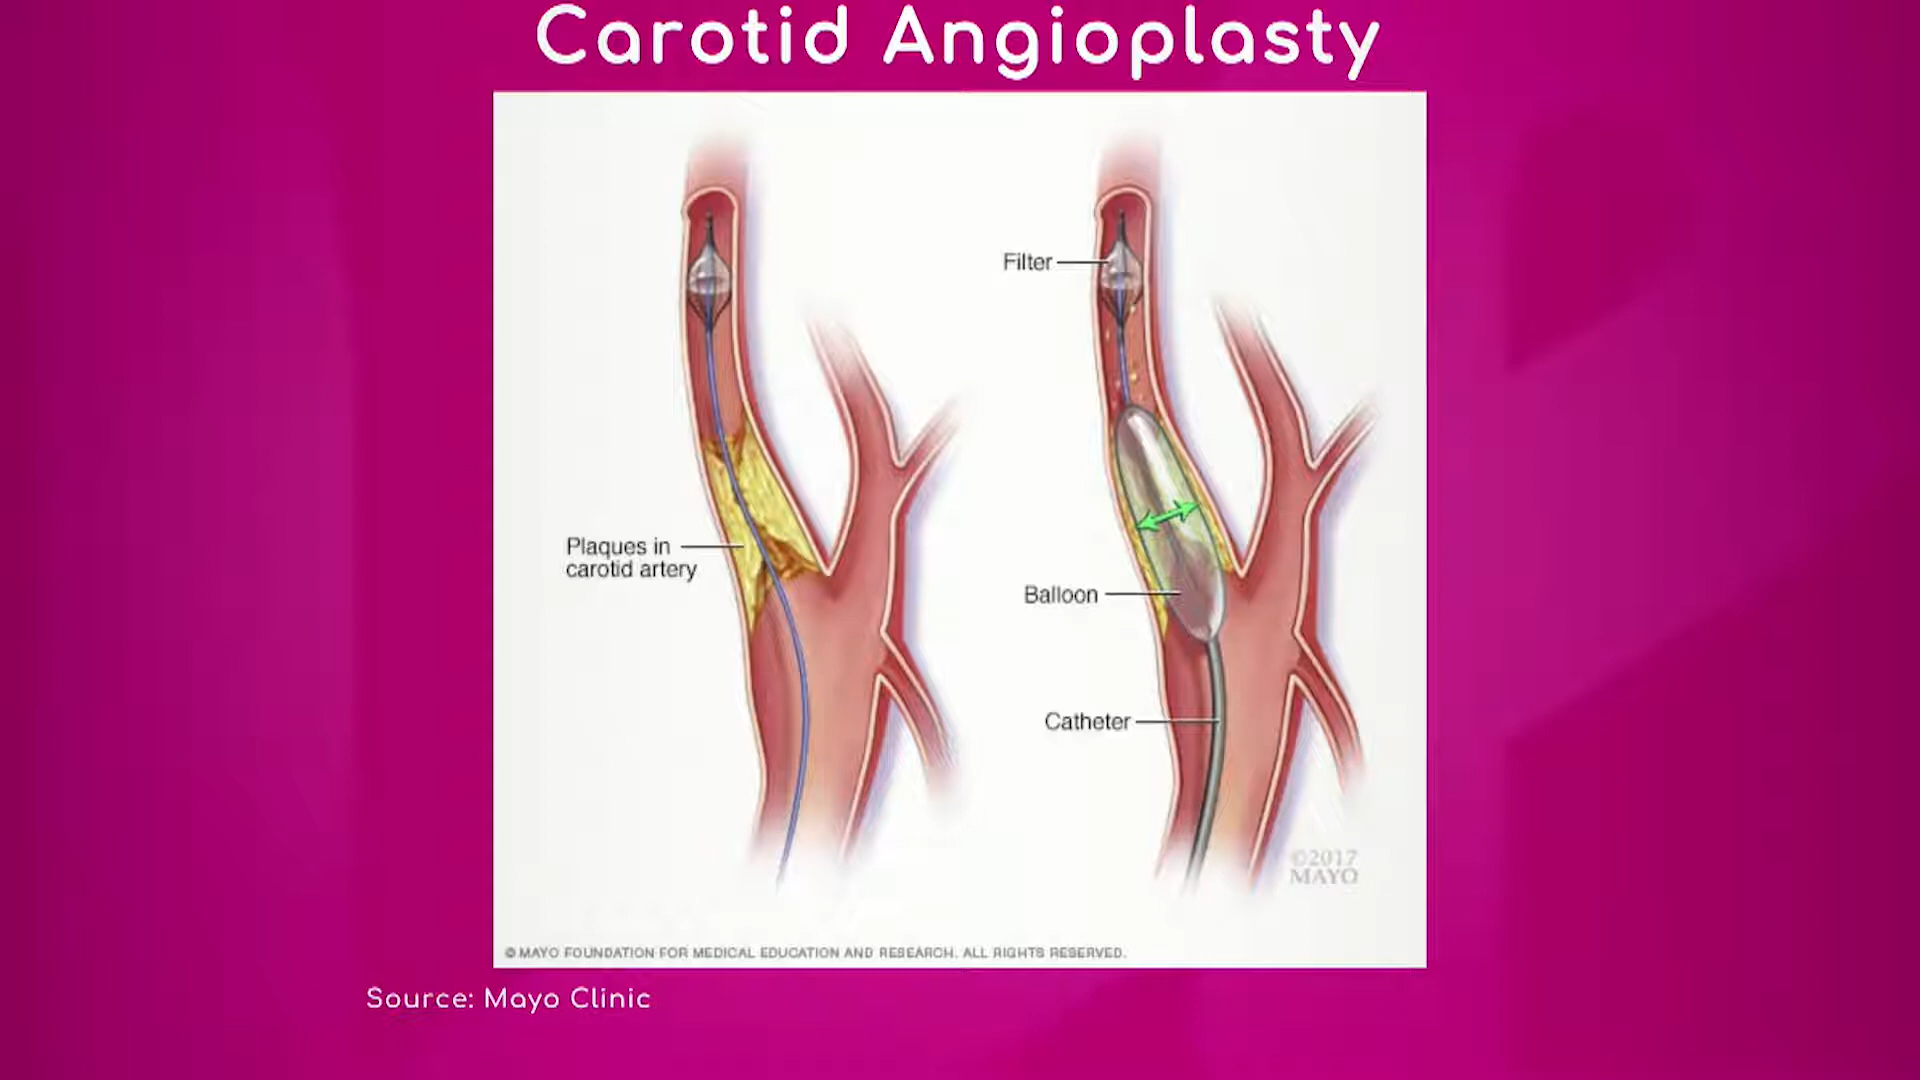 Carotid Angioplasty
Filter
Plaques in
carotid artery
Balloon
Catheter
©2017
MAYO
© MAYO FOUNDATION FOR MEDICAL EDUCATION AND RESEARCH. ALL RIGHTS RESERVED.
Source: Mayo Clinic